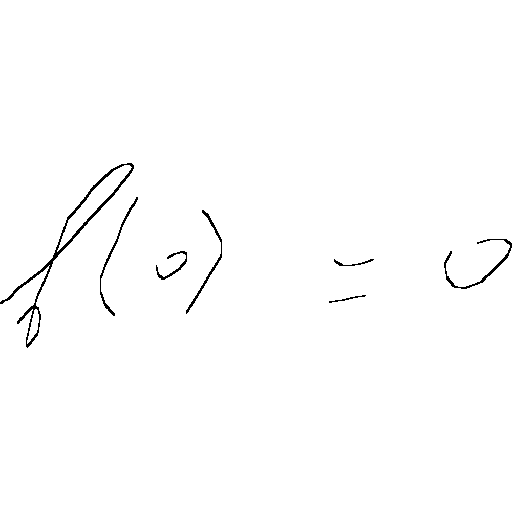 f(0) = 0